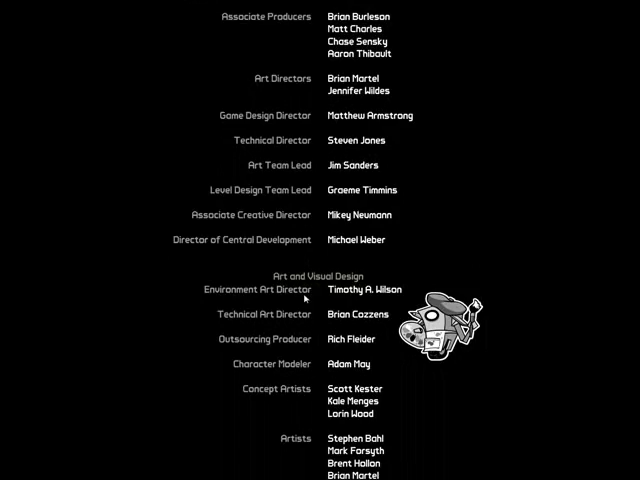 Associate Producers Brian Burleson
Matt Charles
Chase Sensky
Aaron Thibault
Art Directors Brian Martel
Jennifer Wildes
Game Design Director Matthew Armstrong
Technical Director Steven Jones
Art Team Lead Jim Sanders
Level Design Team Lead Graeme Timmins
Associate Creative Director Mikey Neumann
Director of Central Development Michael Weber
Art and Visual Design
Environment Art Director Timothy A. Wilson
Technical Art Director Brian Cozzens
Outsourcing Producer Rich Fleider
Character Modeler Adam May
Concept Artists Scott Kester
Kale Menges
Lorin Wood
Artists Stephen Bahl
Mark Forsyth
Brent Hollon
Brian Martel